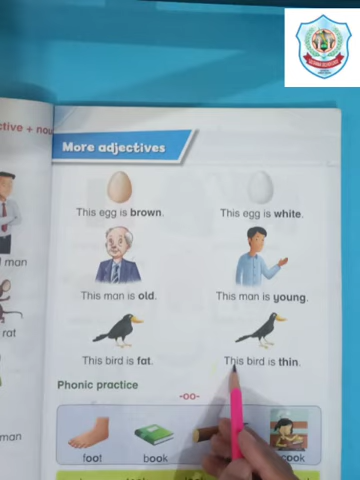 ctive + nou
More adjectives
This egg is brown.
This egg is white.
This man is old.
This man is young.
man
This bird is fat.
This bird is thin.
rat
Phonic practice
-oo-
man
foot
book
cook